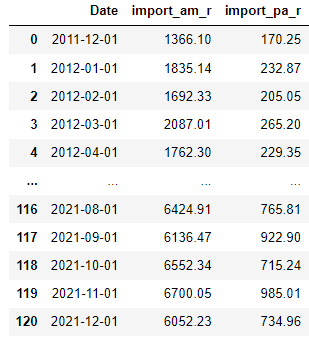 Date import_am_r import_pa_r
0 2011-12-01 1366.10 170.25
1 2012-01-01 1835.14 232.87
2 2012-02-01 1692.33 205.05
3 2012-03-01 2087.01 265.20
4 2012-04-01 1762.30 229.35
... ... ... ...
116 2021-08-01 6424.91 765.81
117 2021-09-01 6136.47 922.90
118 2021-10-01 6552.34 715.24
119 2021-11-01 6700.05 985.01
120 2021-12-01 6052.23 734.96